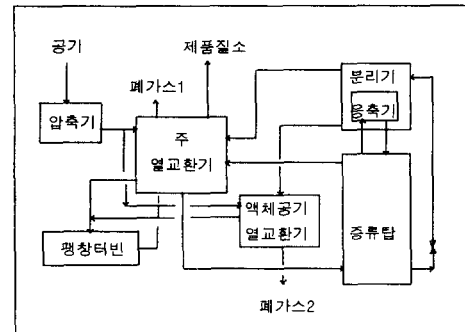 공기
제품질소
폐가스1
분리기
응축기
압축기
주
열교환기
액체공기
열교환기
증류탑
팽창터빈
폐가스2